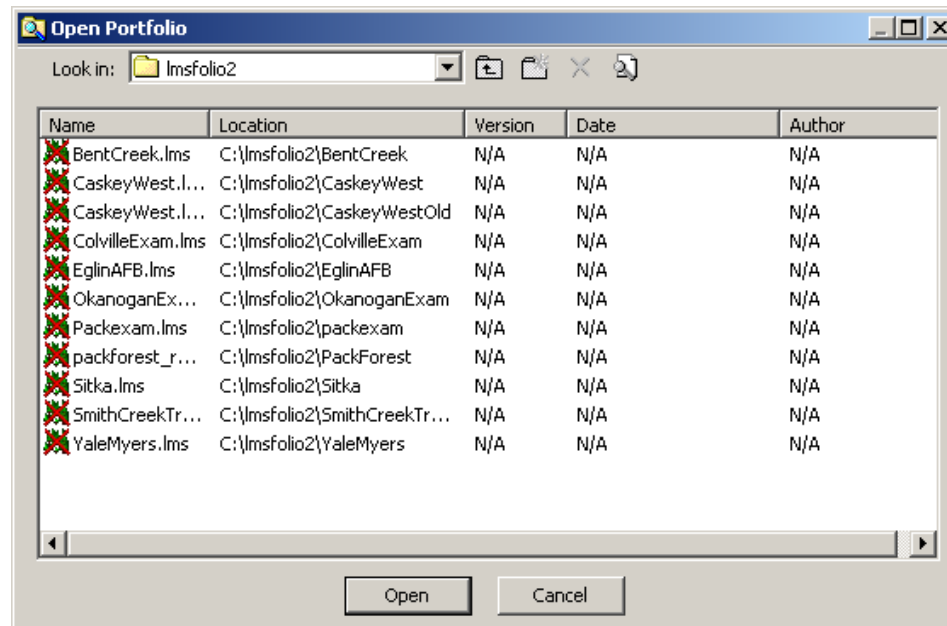 Open Portfolio
Look in: lmsfolio2
Name Location Version Date Author
BentCreek.lms C:\lmsfolio2\BentCreek N/A N/A N/A
CaskeyWest.l... C:\lmsfolio2\CaskeyWest N/A N/A N/A
CaskeyWest.l... C:\lmsfolio2\CaskeyWestOld N/A N/A N/A
ColvilleExam.lms C:\lmsfolio2\ColvilleExam N/A N/A N/A
EglinAFB.lms C:\lmsfolio2\EglinAFB N/A N/A N/A
OkanoganEx... C:\lmsfolio2\OkanoganExam N/A N/A N/A
Packexam.lms C:\lmsfolio2\packexam N/A N/A N/A
packforest_r... C:\lmsfolio2\PackForest N/A N/A N/A
Sitka.lms C:\lmsfolio2\Sitka N/A N/A N/A
SmithCreekTr... C:\lmsfolio2\SmithCreekTr... N/A N/A N/A
YaleMyers.lms C:\lmsfolio2\YaleMyers N/A N/A N/A
Open Cancel